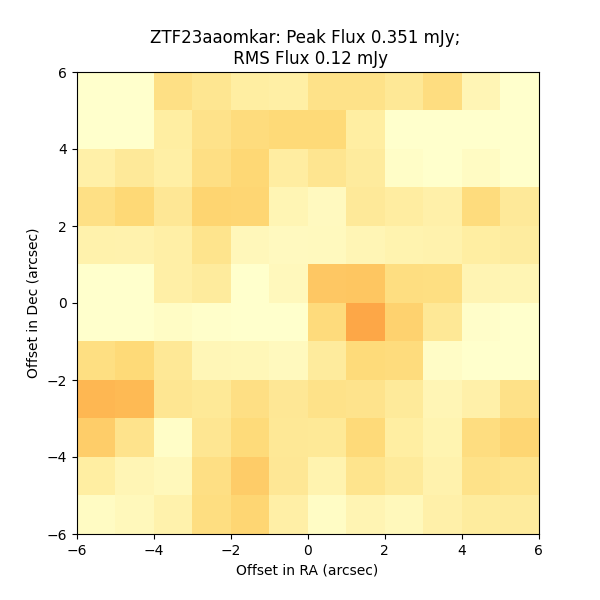 ZTF23aaomkar: Peak Flux 0.351 mJy;
RMS Flux 0.12 mJy
6
4
2
0
−2
−4
−6
Offset in Dec (arcsec)
−6 −4 −2 0 2 4 6
Offset in RA (arcsec)